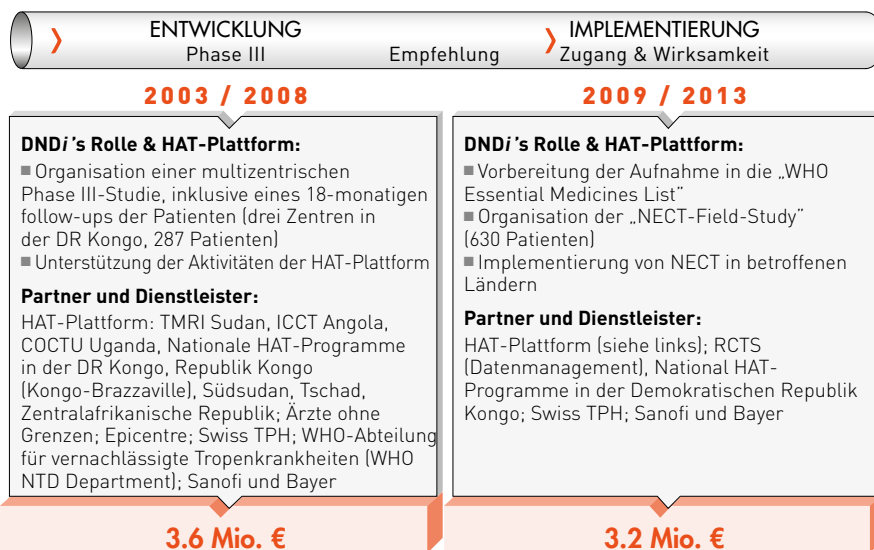 ENTWICKLUNG
Phase III
Empfehlung
IMPLEMENTIERUNG
Zugang & Wirksamkeit
2003 / 2008
DNDi's Rolle & HAT-Plattform:
■ Organisation einer multizentrischen
Phase III-Studie, inklusive eines 18-monatigen
follow-ups der Patienten (drei Zentren in
der DR Kongo, 287 Patienten)
■ Unterstützung der Aktivitäten der HAT-Plattform
Partner und Dienstleister:
HAT-Plattform: TMRI Sudan, ICCT Angola,
COCTU Uganda, Nationale HAT-Programme
in der DR Kongo, Republik Kongo
(Kongo-Brazzaville), Südsudan, Tschad,
Zentralafrikanische Republik; Ärzte ohne
Grenzen; Epicentre; Swiss TPH; WHO-Abteilung
für vernachlässigte Tropenkrankheiten (WHO
NTD Department); Sanofi und Bayer
3.6 Mio. €
2009 / 2013
DNDi's Rolle & HAT-Plattform:
■ Vorbereitung der Aufnahme in die „WHO
Essential Medicines List"
■ Organisation der „NECT-Field-Study"
(630 Patienten)
■ Implementierung von NECT in betroffenen
Ländern
Partner und Dienstleister:
HAT-Plattform (siehe links); RCTS
(Datenmanagement), National HAT-
Programme in der Demokratischen Republik
Kongo; Swiss TPH; Sanofi und Bayer
3.2 Mio. €